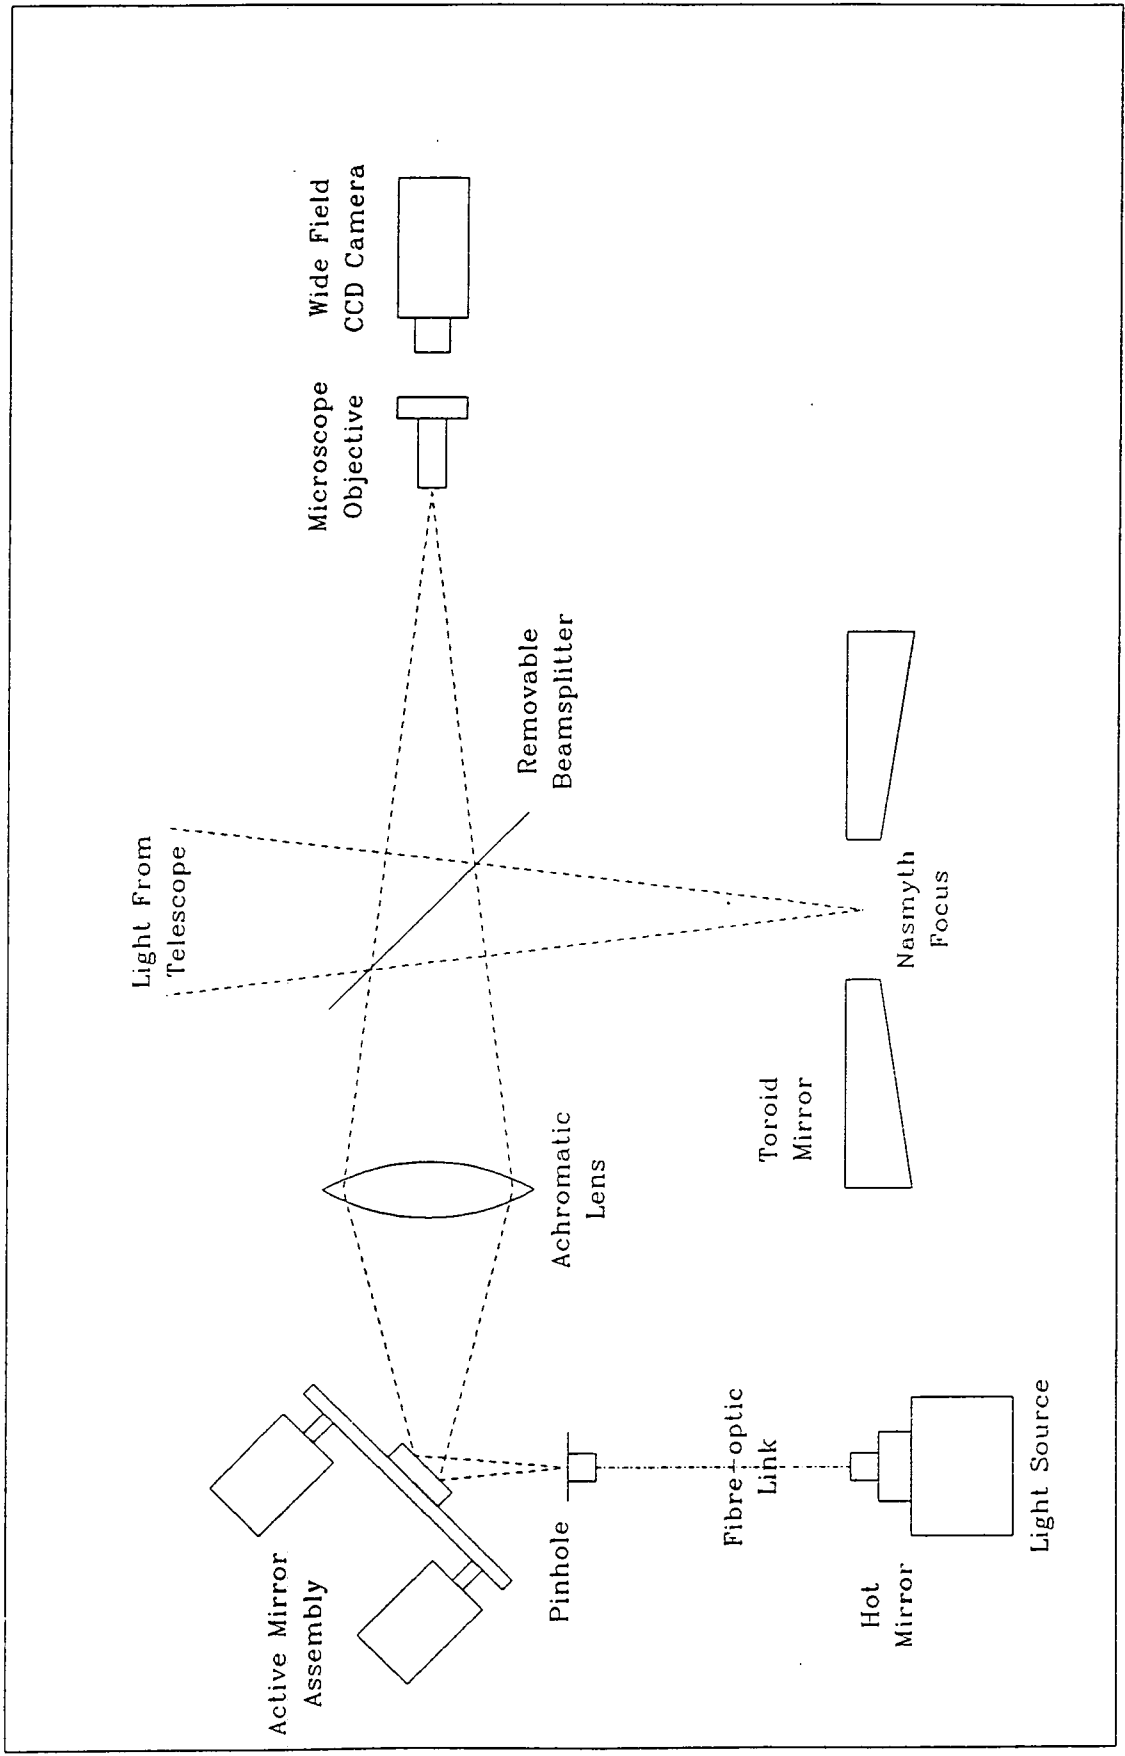 Active Mirror
Assembly
Light From
Telescope
Wide Field
CCD Camera
Microscope
Objective
Removable
Beamsplitter
Achromatic
Lens
Pinhole
Fibre-optic
Link
Toroid
Mirror
Nasmyth
Focus
Hot
Mirror
Light Source